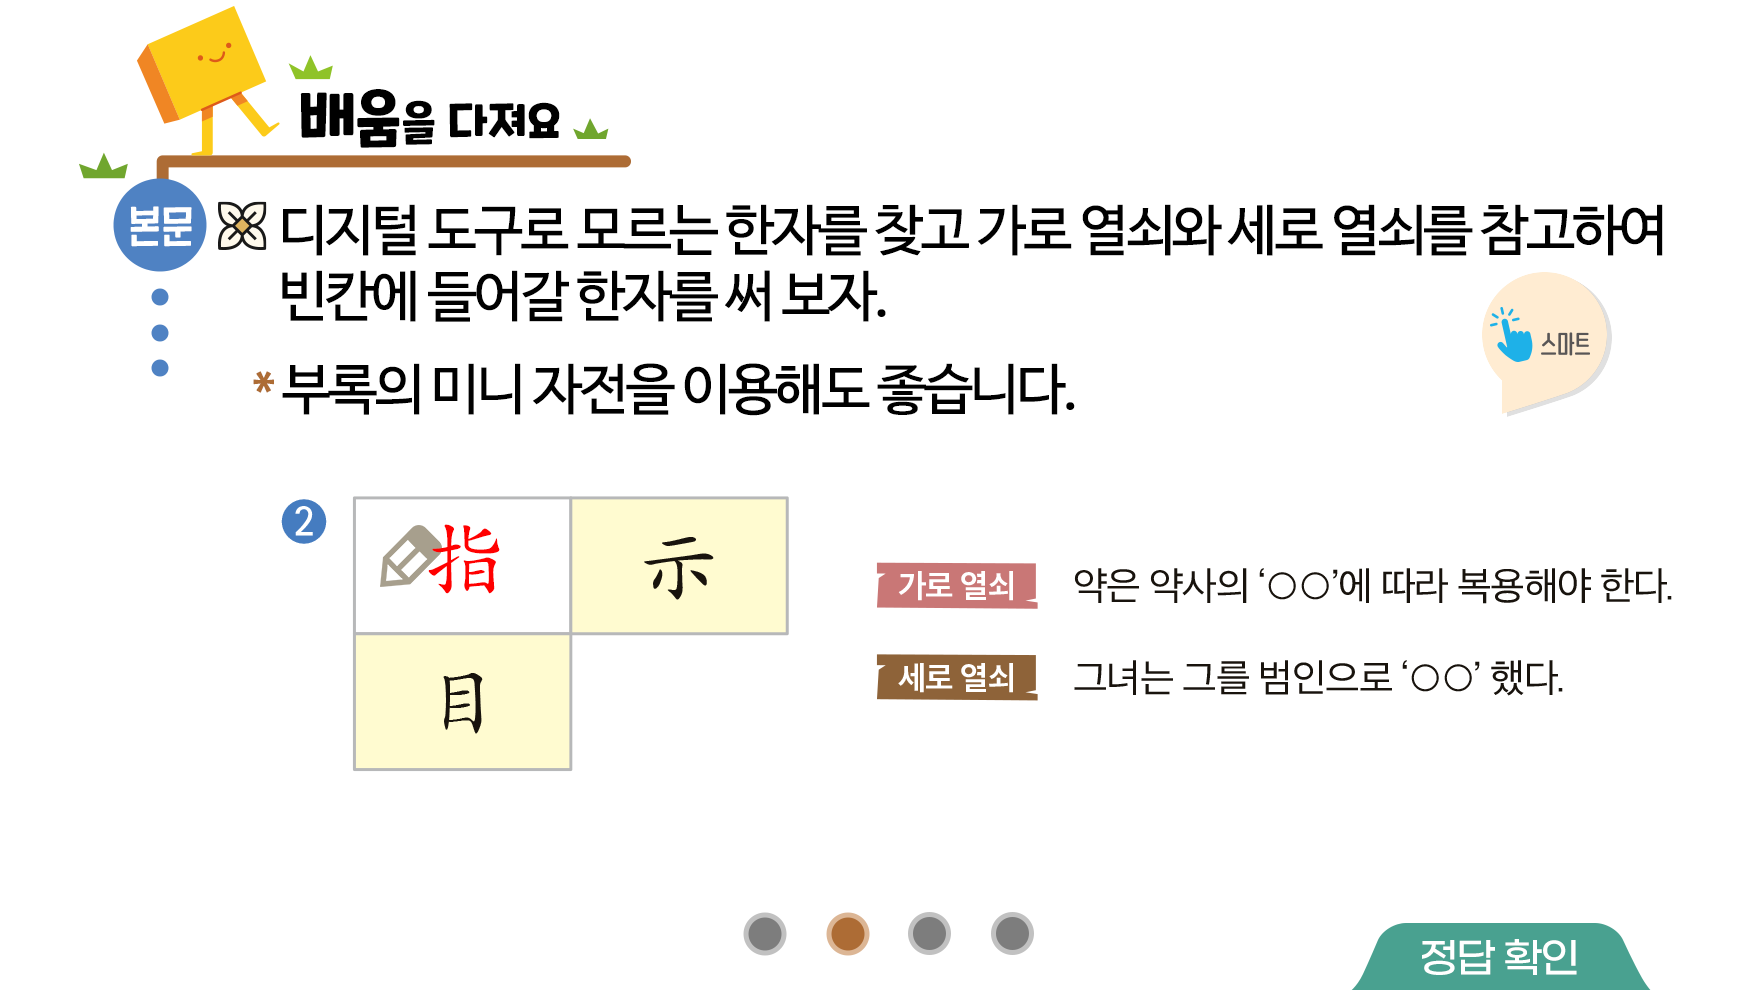 배움을 다져요
본문
디지털 도구로 모르는 한자를 찾고 가로 열쇠와 세로 열쇠를 참고하여
빈칸에 들어갈 한자를 써 보자.
스마트
* 부록의 미니 자전을 이용해도 좋습니다.
2
指 示
目
가로 열쇠 약은 약사의 ‘○○’에 따라 복용해야 한다.
세로 열쇠 그녀는 그를 범인으로 ‘○○’ 했다.
정답 확인